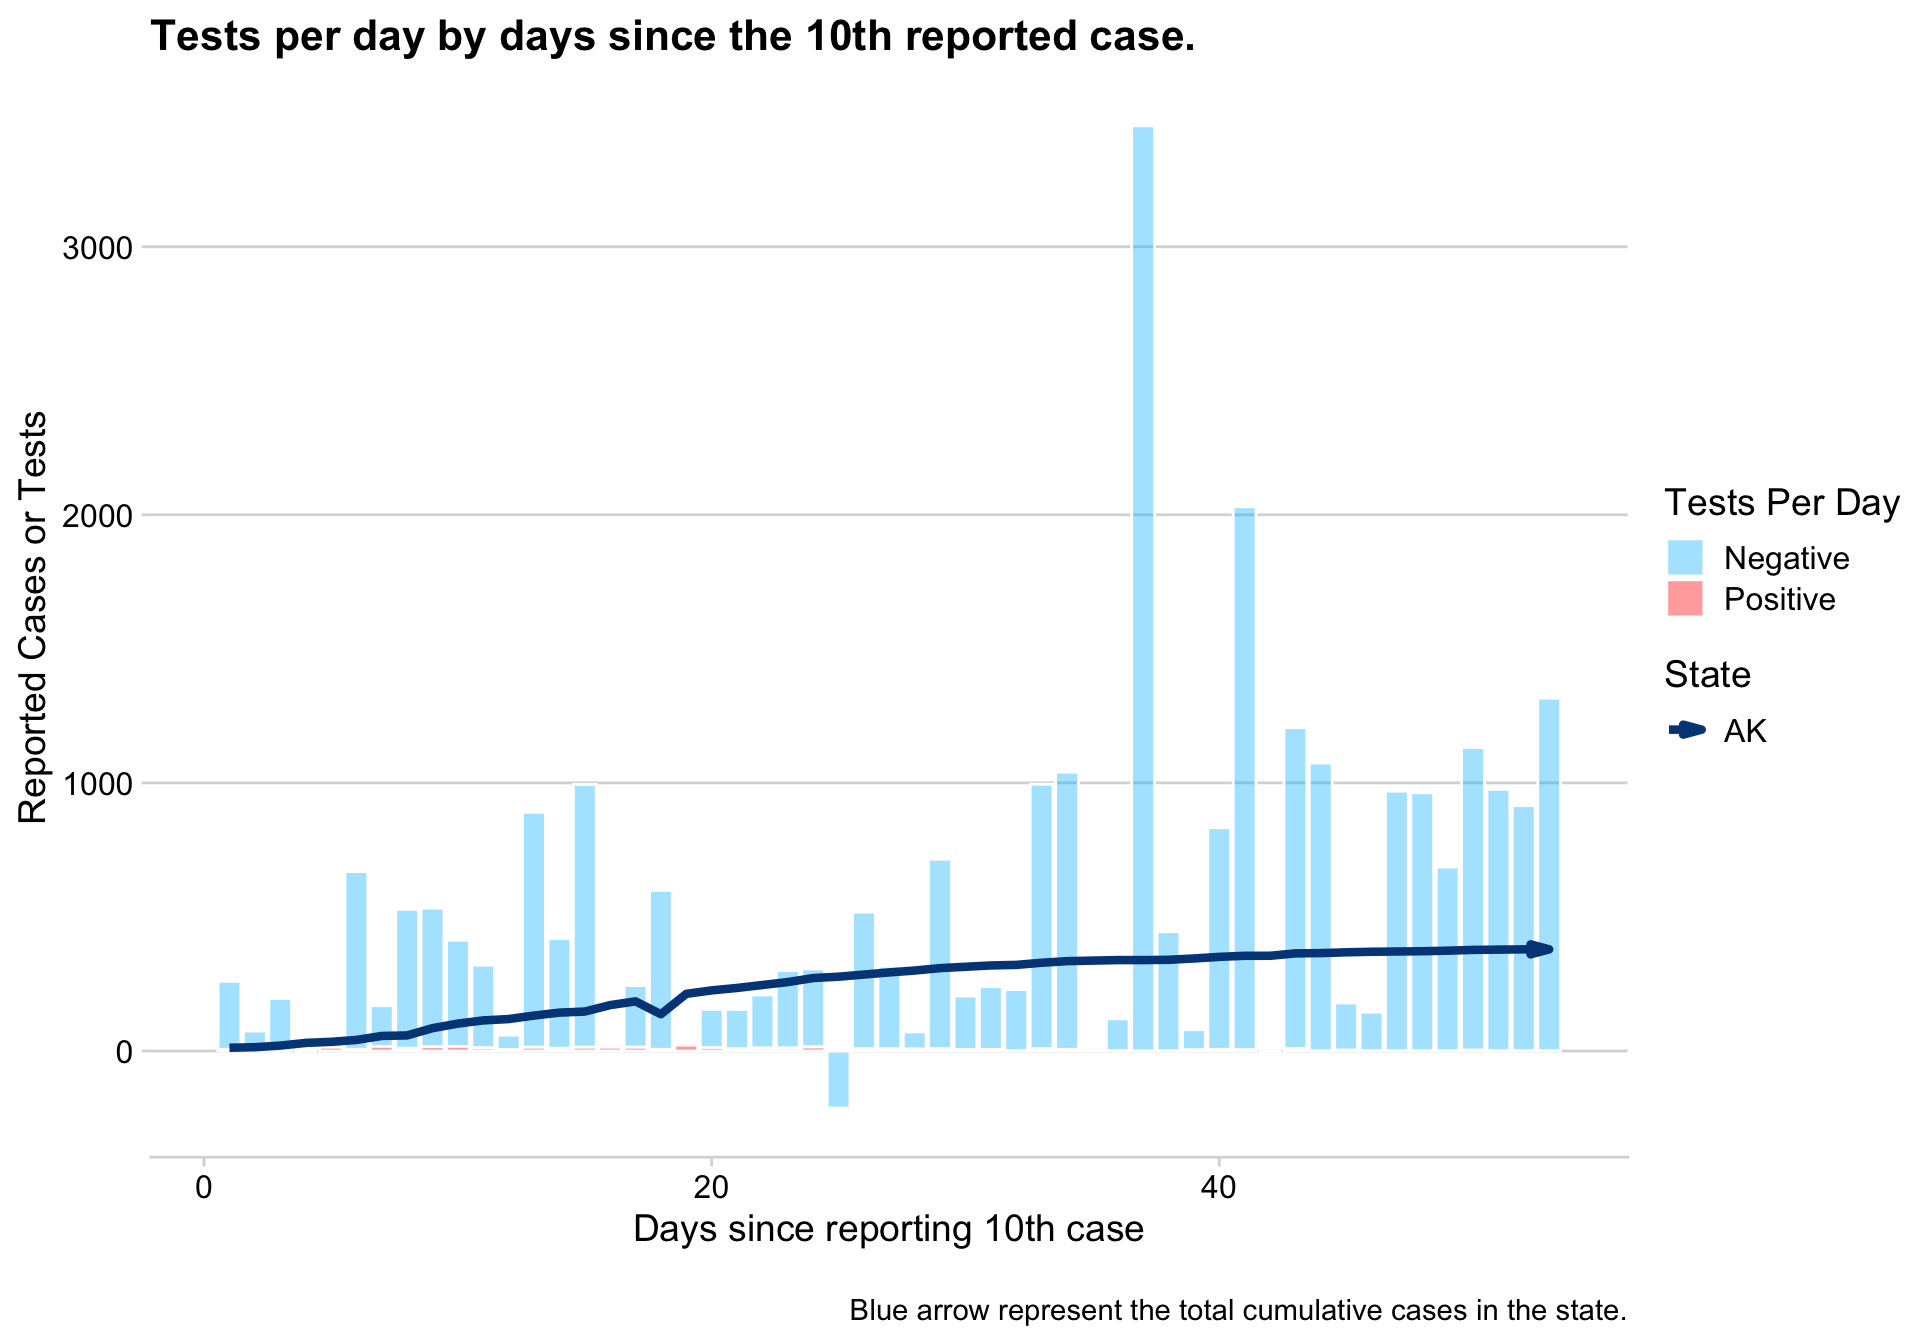 Tests per day by days since the 10th reported case.
Reported Cases or Tests
3000
2000
1000
0
0
20
40
Days since reporting 10th case
Tests Per Day
Negative
Positive
State
AK
Blue arrow represent the total cumulative cases in the state.